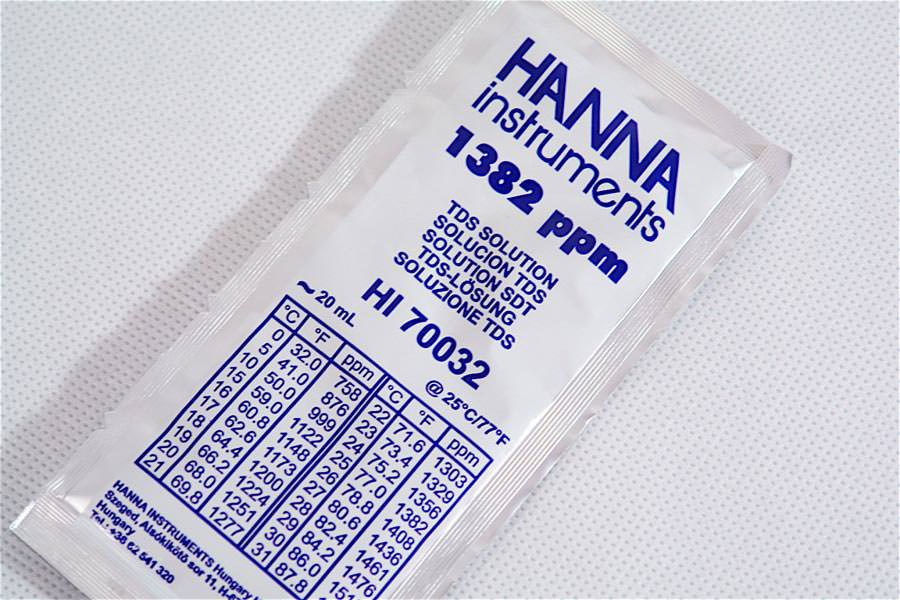 HANNA
instruments
1382 ppm
TDS SOLUTION
SOLUCION TDS
SOLUTION SDT
TDS-LÖSUNG
SOLUZIONE TDS
HI 70032
~20 mL @ 25°C/77°F
°C °F ppm °C °F ppm
0 32.0 758 22 71.6 1303
5 41.0 876 23 73.4 1329
10 50.0 999 24 75.2 1356
15 59.0 1122 25 77.0 1382
16 60.8 1148 26 78.8 1408
17 62.6 1173 27 80.6 1436
18 64.4 1200 28 82.4 1461
19 66.2 1224 29 84.2 1476
20 68.0 1251 30 86.0
21 69.8 1277 31 87.8
HANNA INSTRUMENTS Hungary
Szeged, Alsókikötő sor 11,
Hungary
Tel.: +36 62 541 320